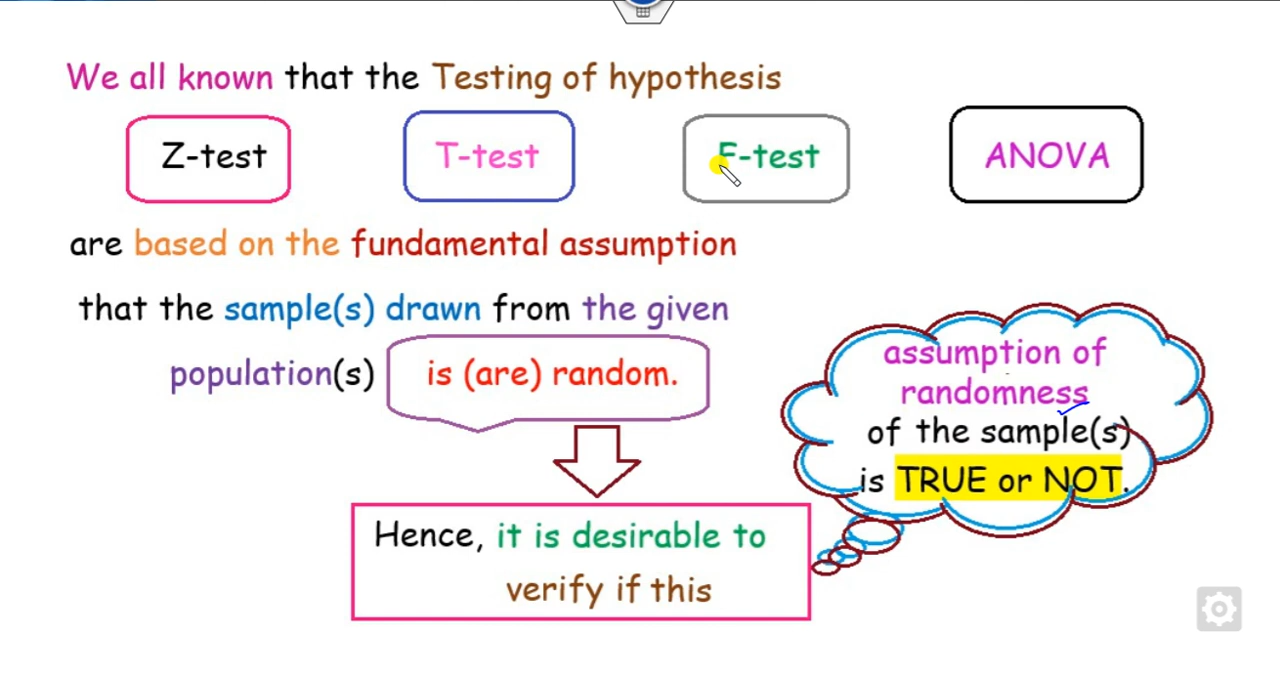 We all known that the Testing of hypothesis
Z-test
T-test
F-test
ANOVA
are based on the fundamental assumption
that the sample(s) drawn from the given
population(s) is (are) random.
assumption of
randomness
of the sample(s)
is TRUE or NOT.
Hence, it is desirable to
verify if this